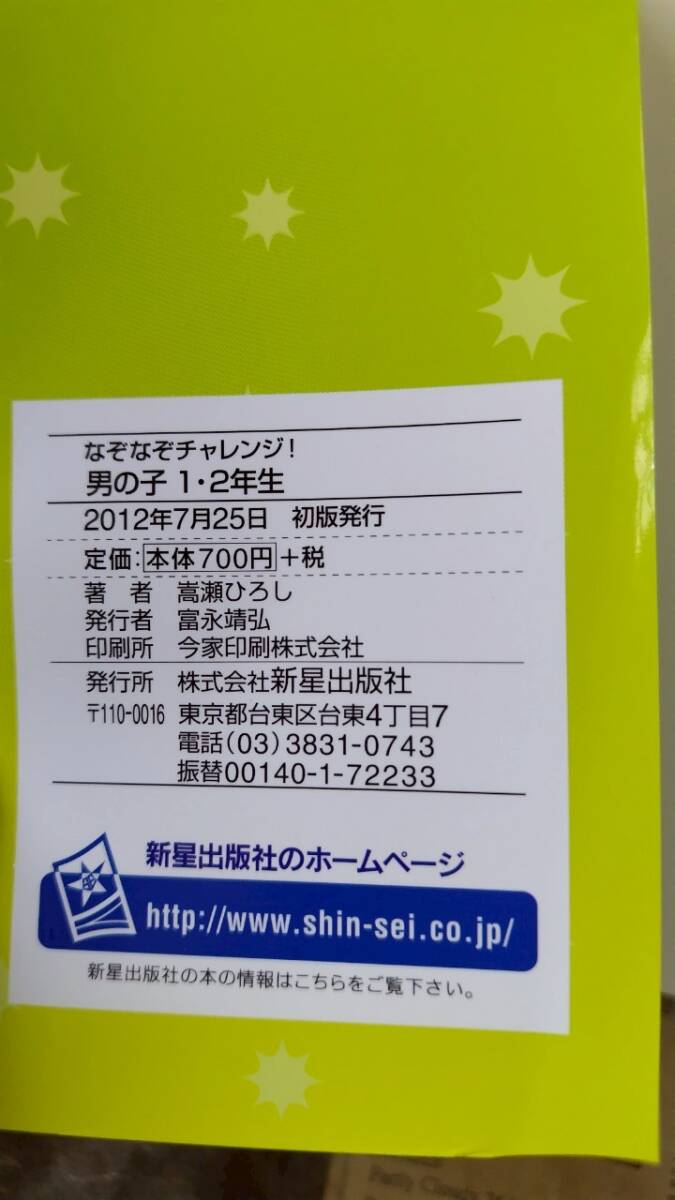 なぞなぞチャレンジ!
男の子 1・2年生
2012年7月25日 初版発行
定価:本体700円+税
著 者 嵩瀬ひろし
発行者 富永靖弘
印刷所 今家印刷株式会社
発行所 株式会社新星出版社
〒110-0016 東京都台東区台東4丁目7
電話(03)3831-0743
振替00140-1-72233
新星出版社のホームページ
http://www.shin-sei.co.jp/
新星出版社の本の情報はこちらをご覧下さい。